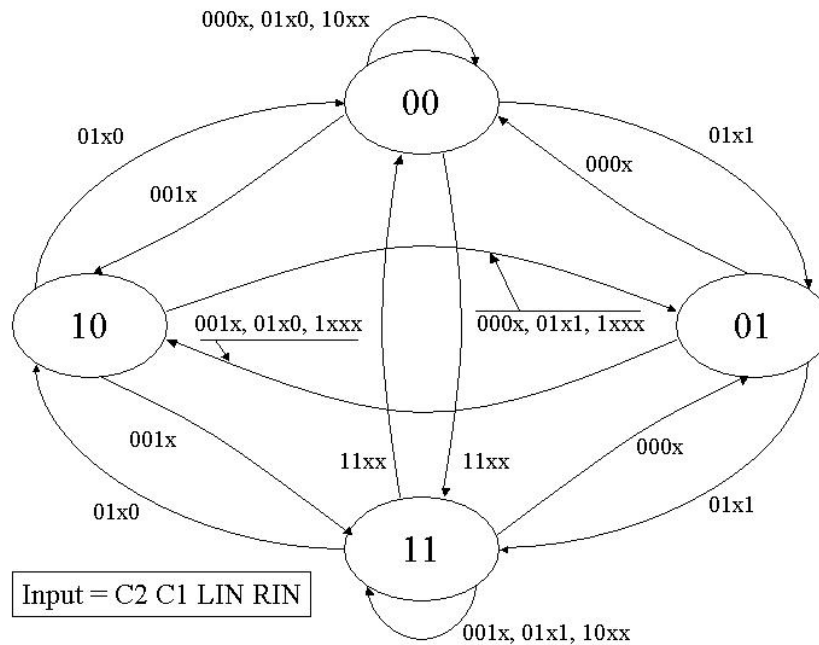 000x, 01x0, 10xx
00
01x0
01x1
001x
000x
10
001x, 01x0, 1xxx
000x, 01x1, 1xxx
01
001x
11xx
11xx
000x
01x0
01x1
11
Input = C2 C1 LIN RIN
001x, 01x1, 10xx